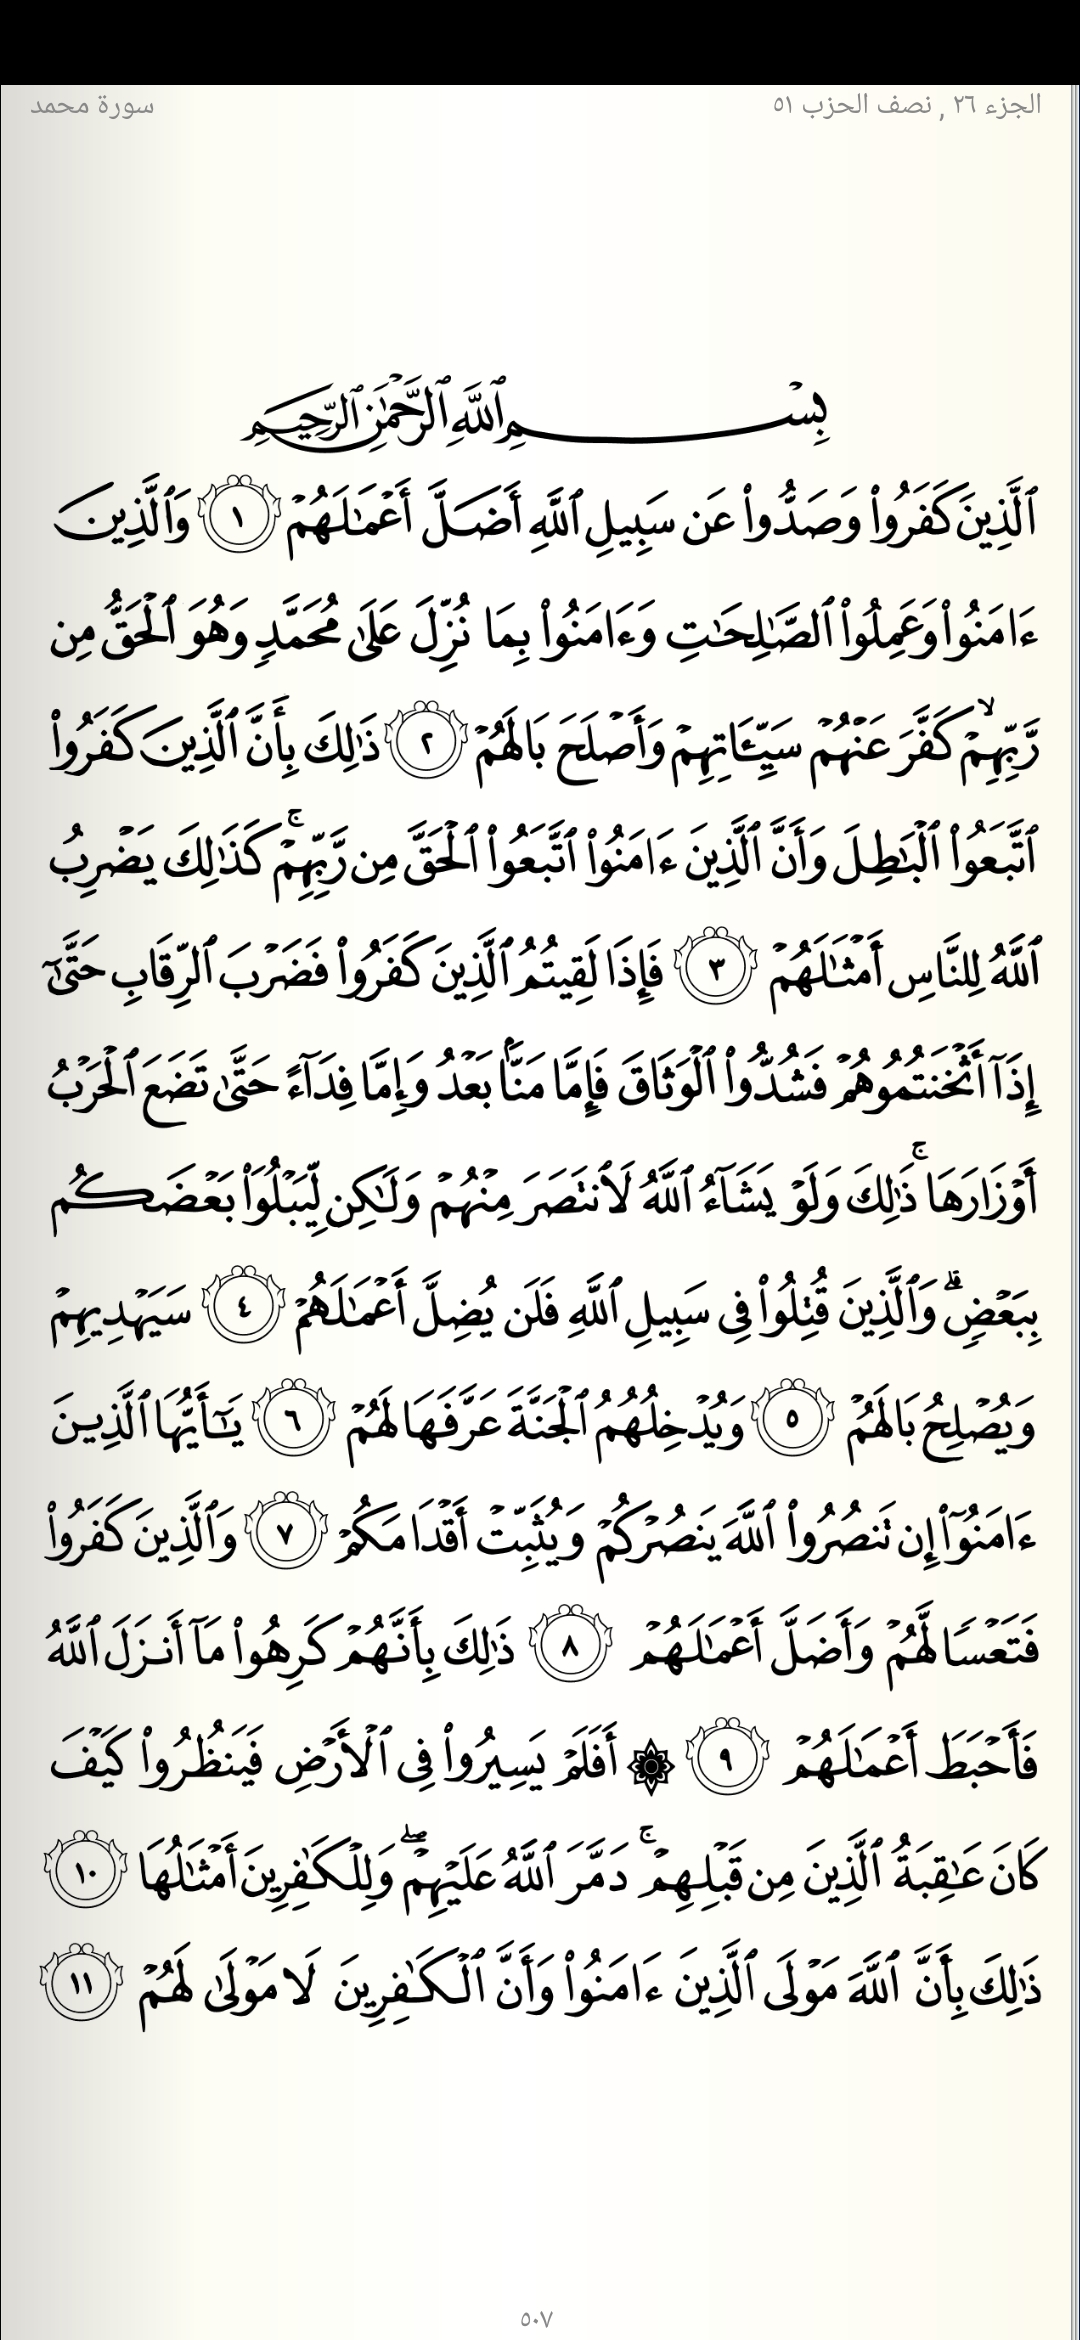 الجزء ٢٦ , نصف الحزب ٥١
سورة محمد
بِسْمِ ٱللَّهِ ٱلرَّحْمَٰنِ ٱلرَّحِيمِ
ٱلَّذِينَ كَفَرُوا۟ وَصَدُّوا۟ عَن سَبِيلِ ٱللَّهِ أَضَلَّ أَعْمَـٰلَهُمْ ١ وَٱلَّذِينَ
ءَامَنُوا۟ وَعَمِلُوا۟ ٱلصَّـٰلِحَـٰتِ وَءَامَنُوا۟ بِمَا نُزِّلَ عَلَىٰ مُحَمَّدٍ وَهُوَ ٱلْحَقُّ مِن
رَّبِّهِمْ ۙ كَفَّرَ عَنْهُمْ سَيِّـَٔاتِهِمْ وَأَصْلَحَ بَالَهُمْ ٢ ذَٰلِكَ بِأَنَّ ٱلَّذِينَ كَفَرُوا۟
ٱتَّبَعُوا۟ ٱلْبَـٰطِلَ وَأَنَّ ٱلَّذِينَ ءَامَنُوا۟ ٱتَّبَعُوا۟ ٱلْحَقَّ مِن رَّبِّهِمْ ۚ كَذَٰلِكَ يَضْرِبُ
ٱللَّهُ لِلنَّاسِ أَمْثَـٰلَهُمْ ٣ فَإِذَا لَقِيتُمُ ٱلَّذِينَ كَفَرُوا۟ فَضَرْبَ ٱلرِّقَابِ حَتَّىٰٓ
إِذَآ أَثْخَنتُمُوهُمْ فَشُدُّوا۟ ٱلْوَثَاقَ فَإِمَّا مَنًّۢا بَعْدُ وَإِمَّا فِدَآءً حَتَّىٰ تَضَعَ ٱلْحَرْبُ
أَوْزَارَهَا ۚ ذَٰلِكَ وَلَوْ يَشَآءُ ٱللَّهُ لَٱنتَصَرَ مِنْهُمْ وَلَـٰكِن لِّيَبْلُوَا۟ بَعْضَكُم
بِبَعْضٍ ۗ وَٱلَّذِينَ قُتِلُوا۟ فِى سَبِيلِ ٱللَّهِ فَلَن يُضِلَّ أَعْمَـٰلَهُمْ ٤ سَيَهْدِيهِمْ
وَيُصْلِحُ بَالَهُمْ ٥ وَيُدْخِلُهُمُ ٱلْجَنَّةَ عَرَّفَهَا لَهُمْ ٦ يَـٰٓأَيُّهَا ٱلَّذِينَ
ءَامَنُوٓا۟ إِن تَنصُرُوا۟ ٱللَّهَ يَنصُرْكُمْ وَيُثَبِّتْ أَقْدَامَكُمْ ٧ وَٱلَّذِينَ كَفَرُوا۟
فَتَعْسًا لَّهُمْ وَأَضَلَّ أَعْمَـٰلَهُمْ ٨ ذَٰلِكَ بِأَنَّهُمْ كَرِهُوا۟ مَآ أَنزَلَ ٱللَّهُ
فَأَحْبَطَ أَعْمَـٰلَهُمْ ٩ ۞ أَفَلَمْ يَسِيرُوا۟ فِى ٱلْأَرْضِ فَيَنظُرُوا۟ كَيْفَ
كَانَ عَـٰقِبَةُ ٱلَّذِينَ مِن قَبْلِهِمْ ۚ دَمَّرَ ٱللَّهُ عَلَيْهِمْ ۖ وَلِلْكَـٰفِرِينَ أَمْثَـٰلُهَا ١٠
ذَٰلِكَ بِأَنَّ ٱللَّهَ مَوْلَى ٱلَّذِينَ ءَامَنُوا۟ وَأَنَّ ٱلْكَـٰفِرِينَ لَا مَوْلَىٰ لَهُمْ ١١
٥٠٧